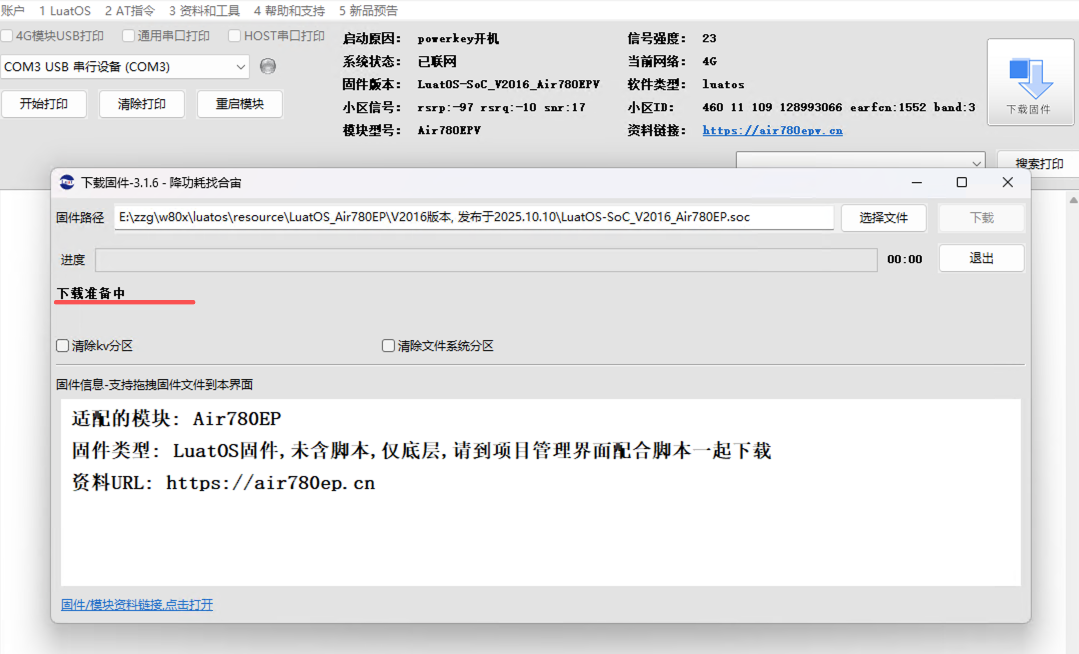 账户 1 LuatOS 2 AT指令 3 资料和工具 4 帮助和支持 5 新品预告
4G模块USB打印 通用串口打印 HOST串口打印
COM3 USB 串行设备 (COM3)
开始打印 清除打印 重启模块
启动原因: powerkey开机 信号强度: 23
系统状态: 已联网 当前网络: 4G
固件版本: LuatOS-SoC_V2016_Air780EPV 软件类型: luatos
小区信号: rsrp:-97 rsrq:-10 snr:17 小区ID: 460 11 109 128993066 earfcn:1552 band:3
模块型号: Air780EPV 资料链接: https://air780epv.cn
下载固件
搜索打印
下载固件-3.1.6 - 降功耗找合宙
固件路径 E:\zzg\w80x\luatos\resource\LuatOS_Air780EP\V2016版本, 发布于2025.10.10\LuatOS-SoC_V2016_Air780EP.soc 选择文件 下载
进度 00:00 退出
下载准备中
清除kv分区 清除文件系统分区
固件信息-支持拖拽固件文件到本界面
适配的模块: Air780EP
固件类型: LuatOS固件,未含脚本,仅底层,请到项目管理界面配合脚本一起下载
资料URL: https://air780ep.cn
固件/模块资料链接,点击打开